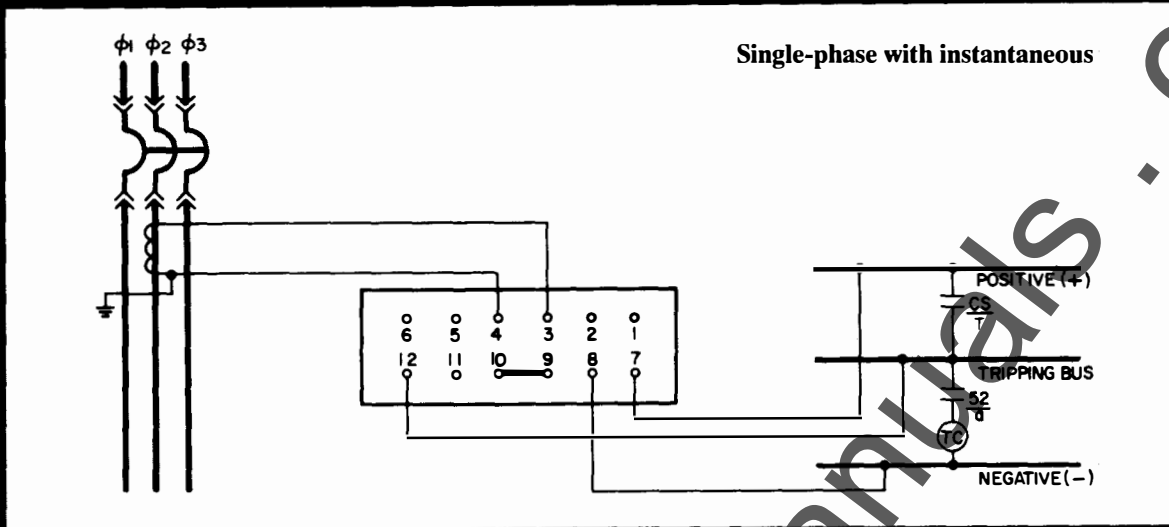 ϕ1 ϕ2 ϕ3
Single-phase with instantaneous
POSITIVE (+)
CS
T
6 5 4 3 2 1
12 11 10 9 8 7
TRIPPING BUS
52
a
TC
NEGATIVE (-)
anuals .